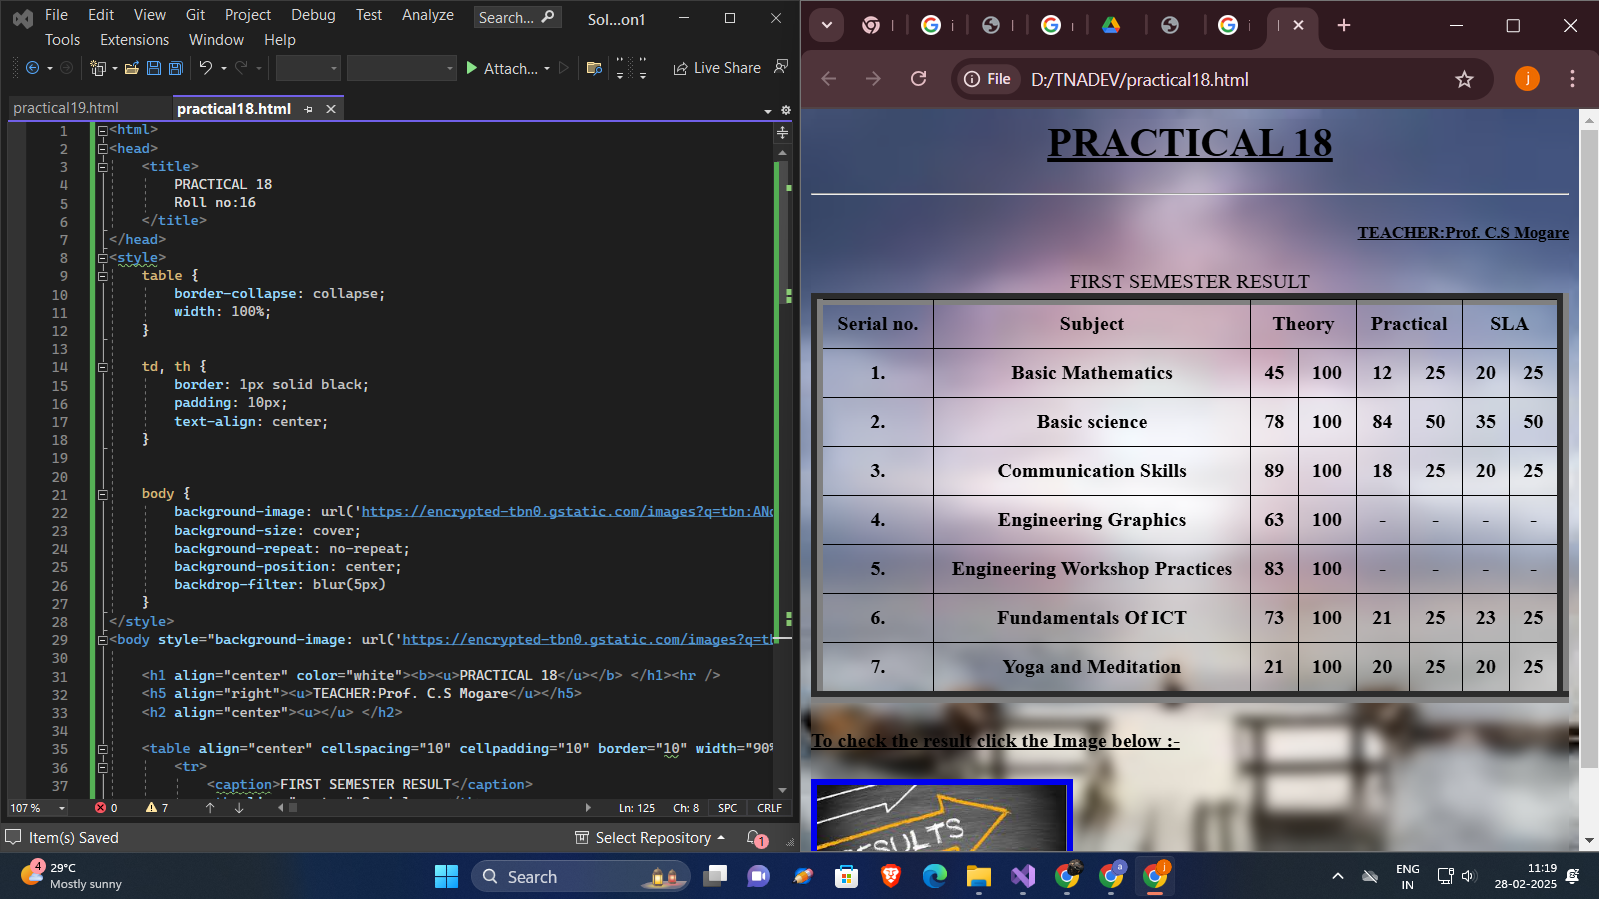 File Edit View Git Project Debug Test Analyze Search... Sol...on1
Tools Extensions Window Help
Attach... Live Share
practical19.html practical18.html
1 <html>
2 <head>
3 <title>
4 PRACTICAL 18
5 Roll no:16
6 </title>
7 </head>
8 <style>
9 table {
10 border-collapse: collapse;
11 width: 100%;
12 }
13
14 td, th {
15 border: 1px solid black;
16 padding: 10px;
17 text-align: center;
18 }
19
20
21 body {
22 background-image: url('https://encrypted-tbn0.gstatic.com/images?q=tbn:ANd
23 background-size: cover;
24 background-repeat: no-repeat;
25 background-position: center;
26 backdrop-filter: blur(5px)
27 }
28 </style>
29 <body style="background-image: url('https://encrypted-tbn0.gstatic.com/images?q=tb
30
31 <h1 align="center" color="white"><b><u>PRACTICAL 18</u></b> </h1><hr />
32 <h5 align="right"><u>TEACHER:Prof. C.S Mogare</u></h5>
33 <h2 align="center"><u></u> </h2>
34
35 <table align="center" cellspacing="10" cellpadding="10" border="10" width="90%
36 <tr>
37 <caption>FIRST SEMESTER RESULT</caption>
107 % 0 7 Ln: 125 Ch: 8 SPC CRLF
Item(s) Saved Select Repository 1
File D:/TNADEV/practical18.html j
PRACTICAL 18
TEACHER:Prof. C.S Mogare
FIRST SEMESTER RESULT
Serial no. Subject Theory Practical SLA
1. Basic Mathematics 45 100 12 25 20 25
2. Basic science 78 100 84 50 35 50
3. Communication Skills 89 100 18 25 20 25
4. Engineering Graphics 63 100 - - - -
5. Engineering Workshop Practices 83 100 - - - -
6. Fundamentals Of ICT 73 100 21 25 23 25
7. Yoga and Meditation 21 100 20 25 20 25
To check the result click the Image below :-
RESULTS
4 29°C
Mostly sunny
Search
ENG
IN
11:19
28-02-2025